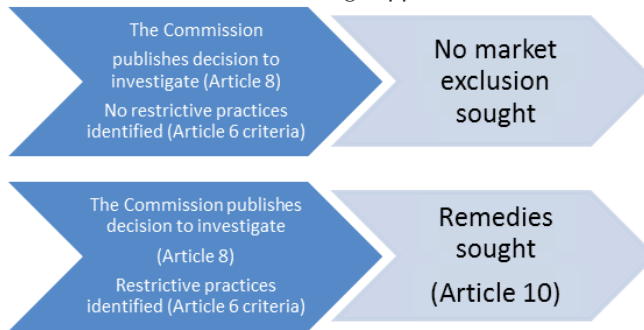 The Commission
publishes decision to
investigate (Article 8)
No restrictive practices
identified (Article 6 criteria)
No market
exclusion
sought
The Commission publishes
decision to investigate
(Article 8)
Restrictive practices
identified (Article 6 criteria)
Remedies
sought
(Article 10)